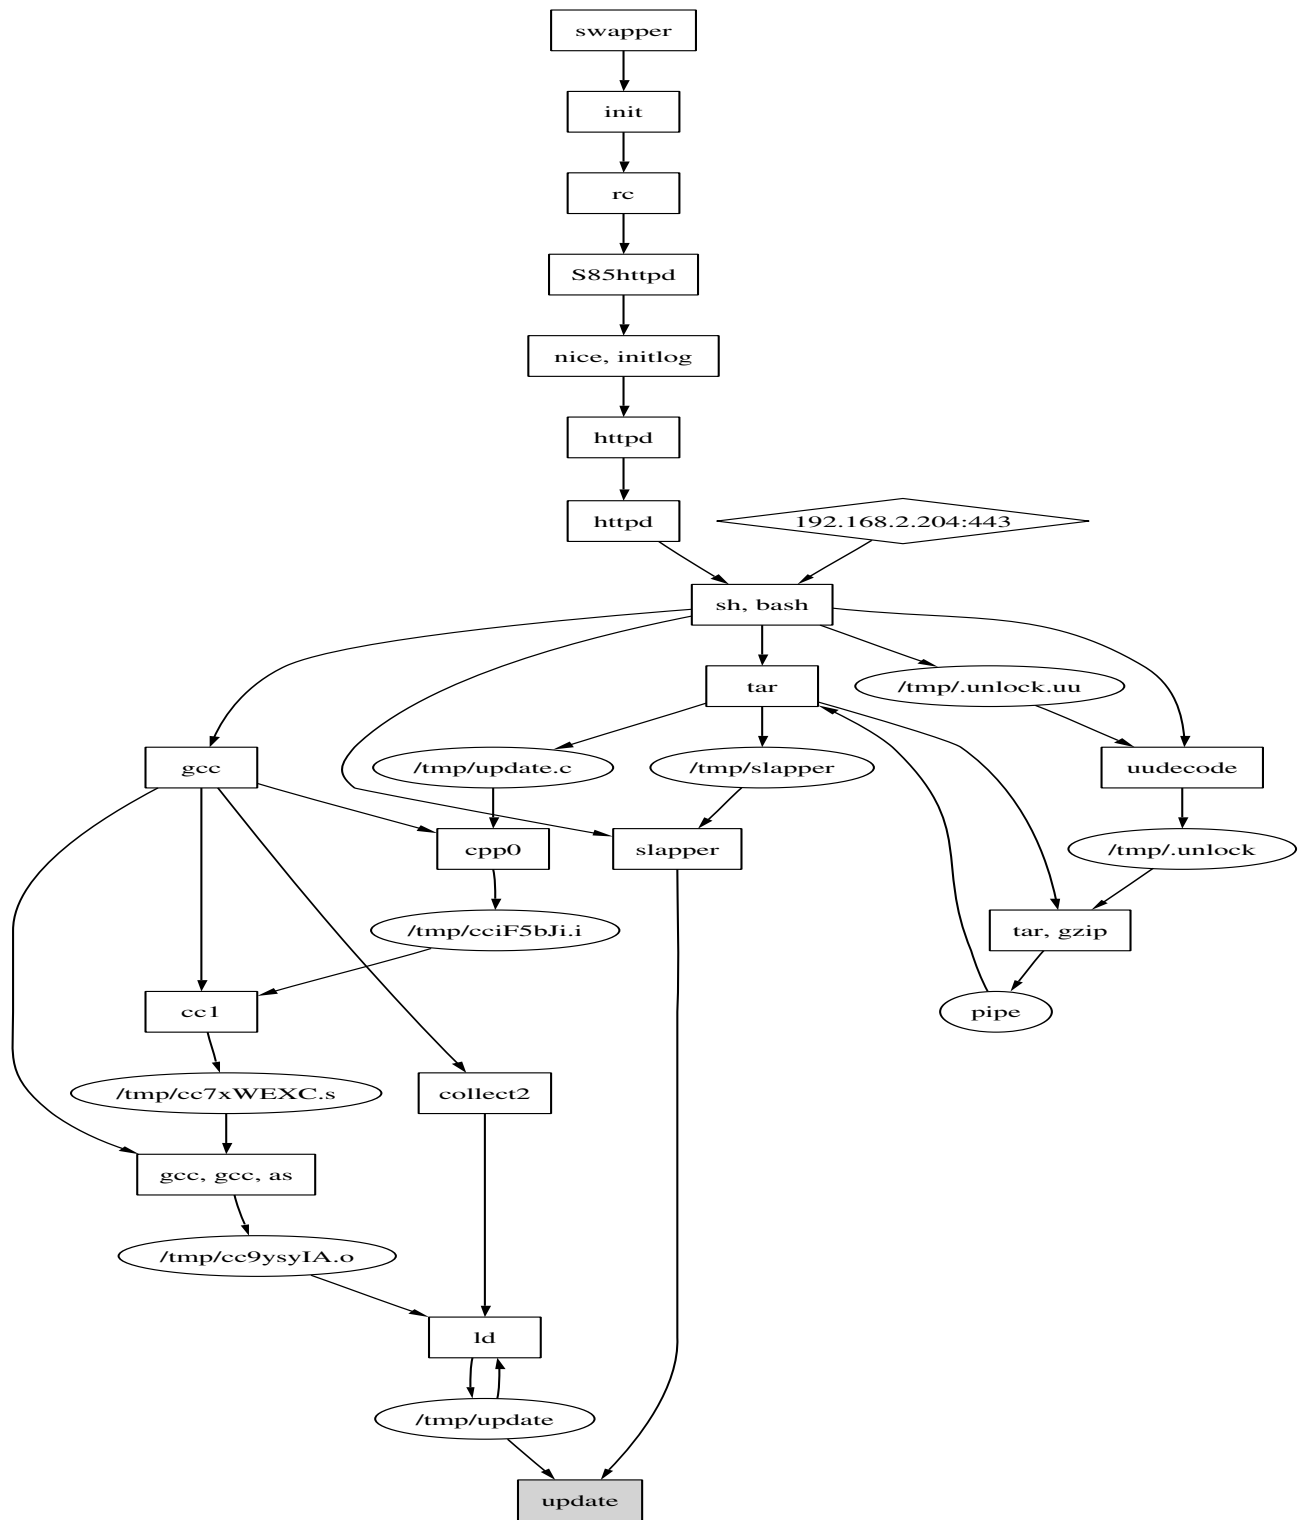 swapper
init
rc
S85httpd
nice, initlog
httpd
httpd
192.168.2.204:443
sh, bash
tar
/tmp/.unlock.uu
gcc
/tmp/update.c
/tmp/slapper
uudecode
cpp0
slapper
/tmp/.unlock
/tmp/cciF5bJi.i
tar, gzip
cc1
pipe
/tmp/cc7xWEXC.s
collect2
gcc, gcc, as
/tmp/cc9ysyIA.o
ld
/tmp/update
update